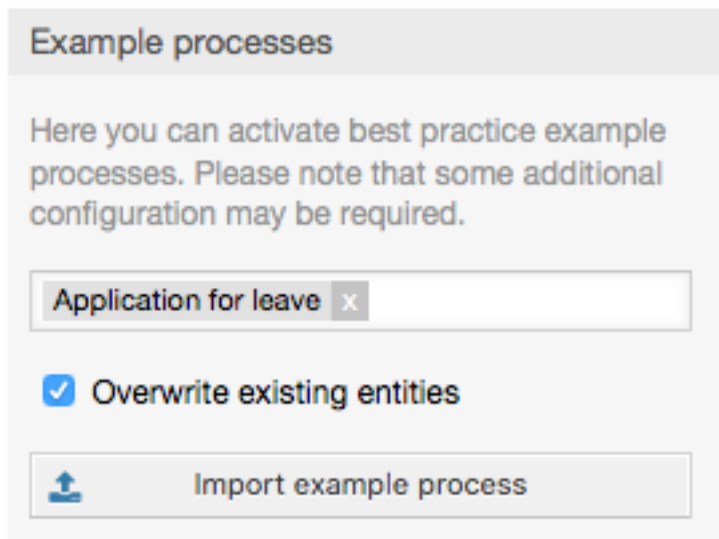 Example processes
Here you can activate best practice example
processes. Please note that some additional
configuration may be required.
Application for leave x
Overwrite existing entities
Import example process